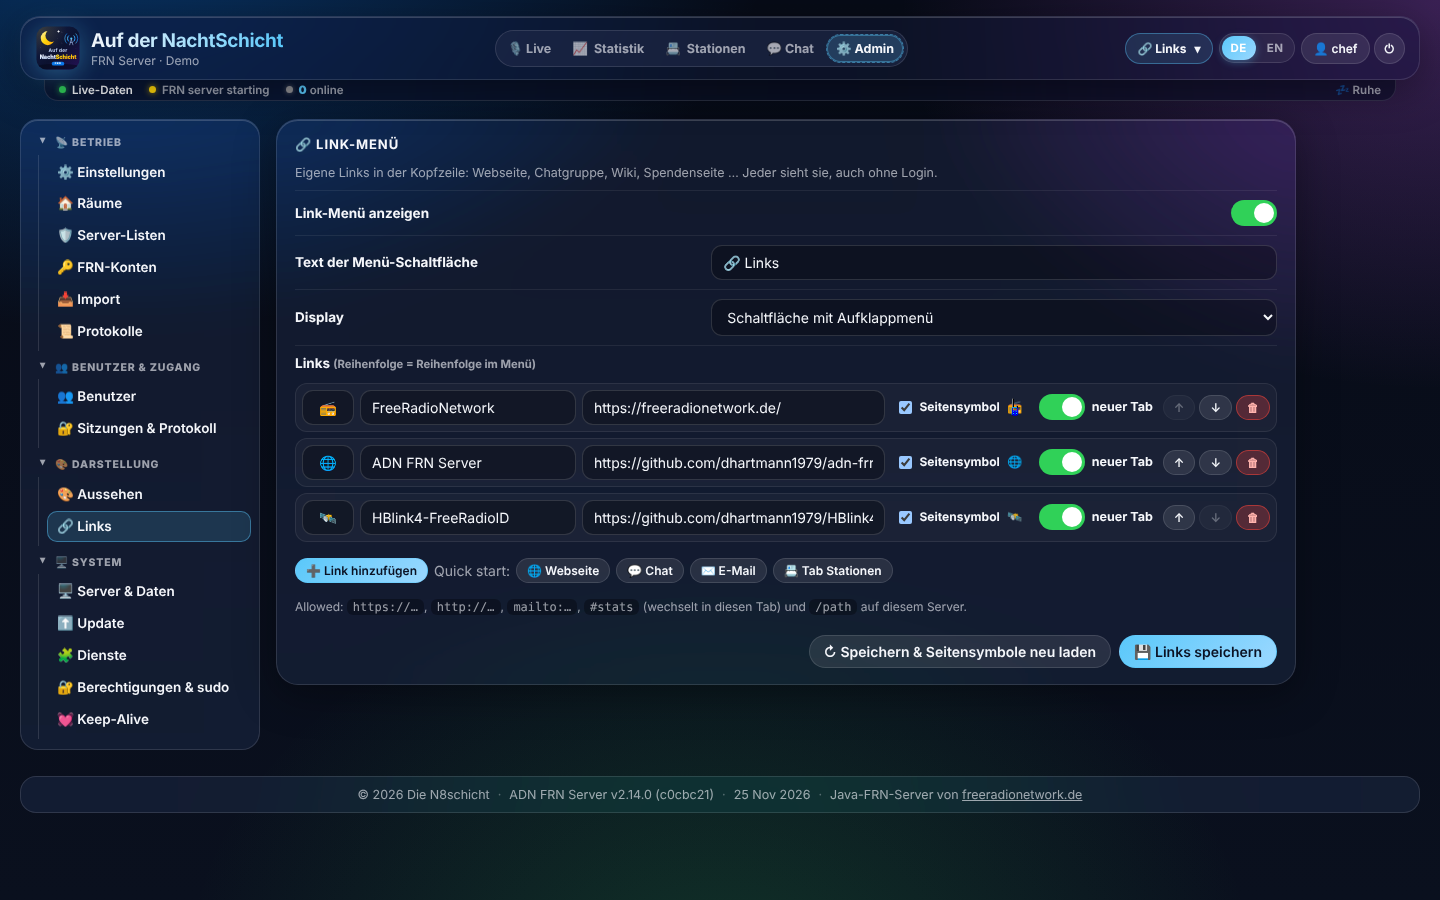 Auf der NachtSchicht
FRN Server · Demo
Live
Statistik
Stationen
Chat
Admin
Links ▾
DE
EN
chef
Live-Daten
FRN server starting
0 online
Ruhe
BETRIEB
Einstellungen
Räume
Server-Listen
FRN-Konten
Import
Protokolle
BENUTZER & ZUGANG
Benutzer
Sitzungen & Protokoll
DARSTELLUNG
Aussehen
Links
SYSTEM
Server & Daten
Update
Dienste
Berechtigungen & sudo
Keep-Alive
LINK-MENÜ
Eigene Links in der Kopfzeile: Webseite, Chatgruppe, Wiki, Spendenseite … Jeder sieht sie, auch ohne Login.
Link-Menü anzeigen
Text der Menü-Schaltfläche
🔗 Links
Display
Schaltfläche mit Aufklappmenü
Links (Reihenfolge = Reihenfolge im Menü)
FreeRadioNetwork https://freeradionetwork.de/ Seitensymbol neuer Tab ↑ ↓
ADN FRN Server https://github.com/dhartmann1979/adn-frr Seitensymbol neuer Tab ↑ ↓
HBlink4-FreeRadioID https://github.com/dhartmann1979/HBlink4 Seitensymbol neuer Tab ↑ ↓
➕ Link hinzufügen Quick start: 🌐 Webseite 💬 Chat ✉️ E-Mail 📇 Tab Stationen
Allowed: https://… , http://… , mailto:… , #stats (wechselt in diesen Tab) und /path auf diesem Server.
↻ Speichern & Seitensymbole neu laden
💾 Links speichern
© 2026 Die N8schicht · ADN FRN Server v2.14.0 (c0cbc21) · 25 Nov 2026 · Java-FRN-Server von freeradionetwork.de